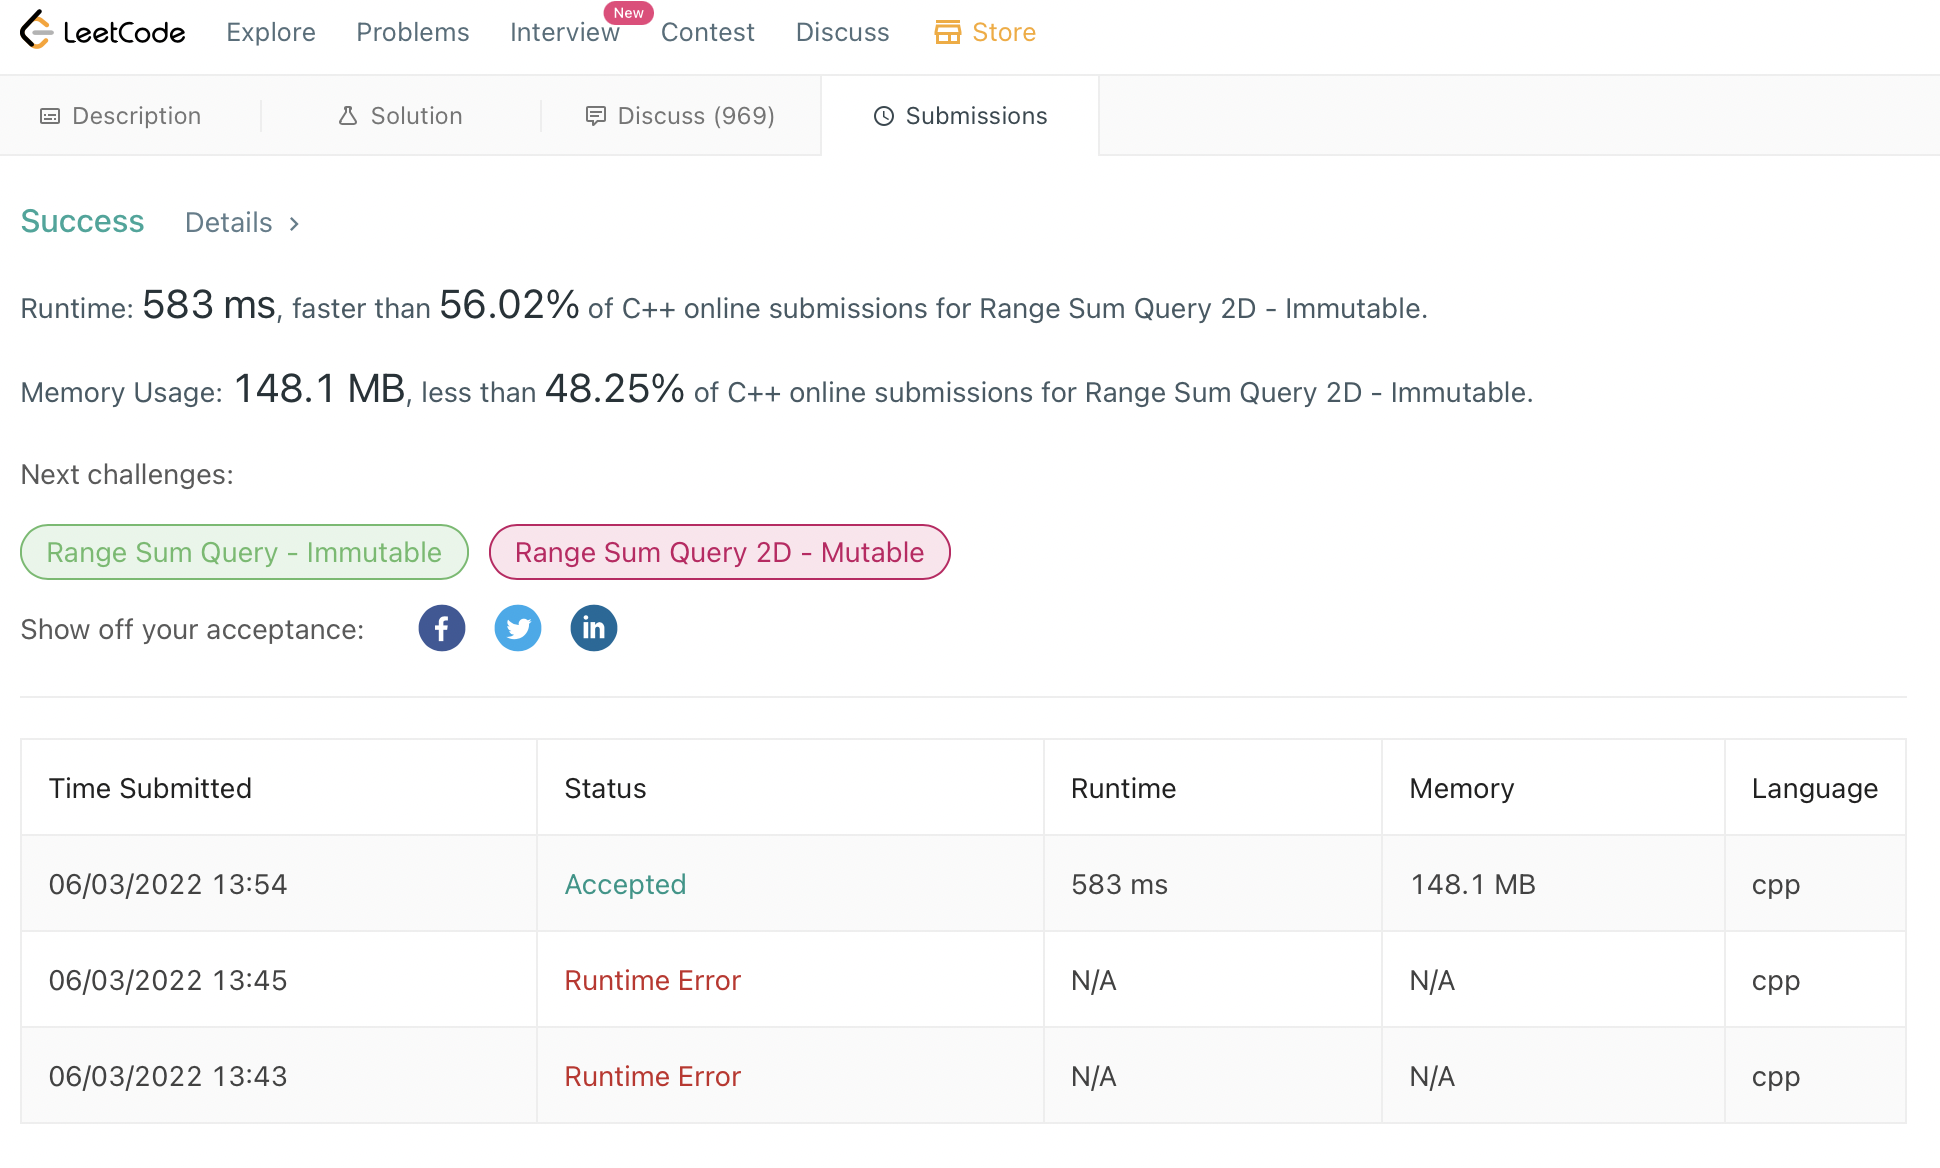 LeetCode Explore Problems Interview New Contest Discuss Store
Description Solution Discuss (969) Submissions
Success Details >
Runtime: 583 ms, faster than 56.02% of C++ online submissions for Range Sum Query 2D - Immutable.
Memory Usage: 148.1 MB, less than 48.25% of C++ online submissions for Range Sum Query 2D - Immutable.
Next challenges:
Range Sum Query - Immutable Range Sum Query 2D - Mutable
Show off your acceptance: f in
Time Submitted Status Runtime Memory Language
06/03/2022 13:54 Accepted 583 ms 148.1 MB cpp
06/03/2022 13:45 Runtime Error N/A N/A cpp
06/03/2022 13:43 Runtime Error N/A N/A cpp